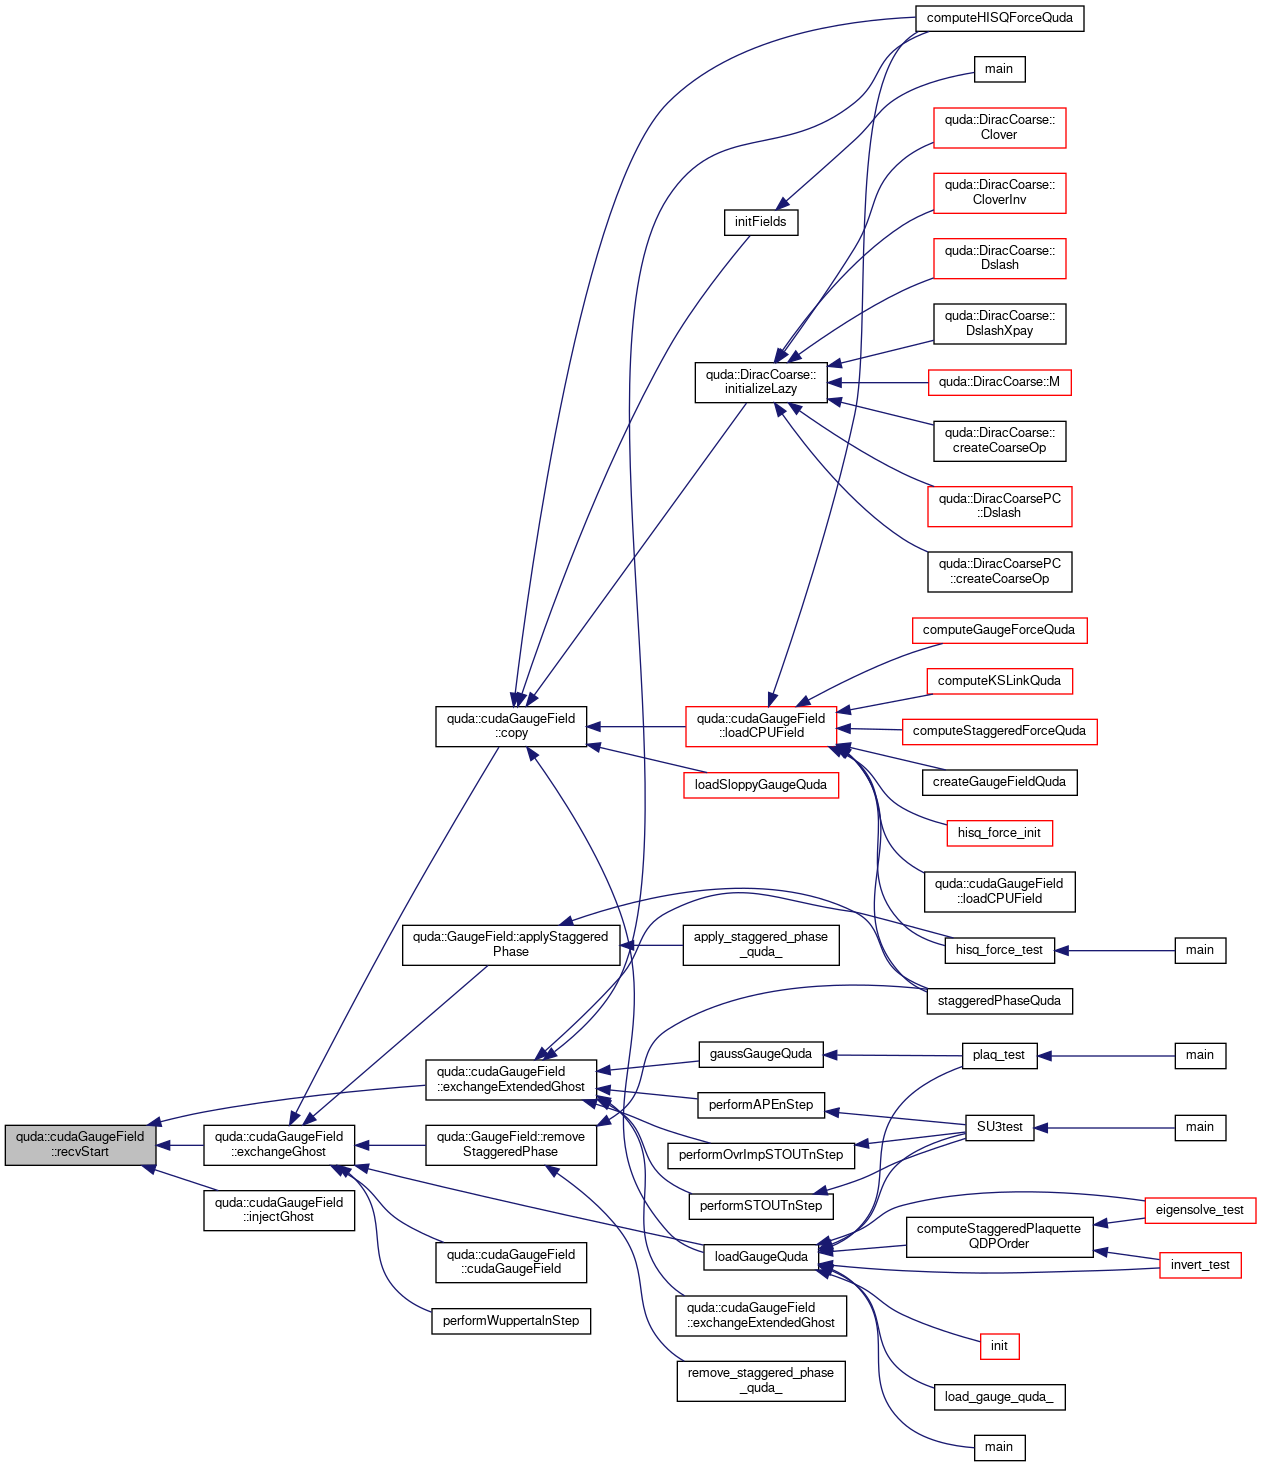 computeHISQForceQuda
main
quda::DiracCoarse::
Clover
quda::DiracCoarse::
CloverInv
initFields
quda::DiracCoarse::
Dslash
quda::DiracCoarse::
DslashXpay
quda::DiracCoarse::
initializeLazy
quda::DiracCoarse::M
quda::DiracCoarse::
createCoarseOp
quda::DiracCoarsePC
::Dslash
quda::DiracCoarsePC
::createCoarseOp
computeGaugeForceQuda
computeKSLinkQuda
quda::cudaGaugeField
::copy
quda::cudaGaugeField
::loadCPUField
computeStaggeredForceQuda
loadSloppyGaugeQuda
createGaugeFieldQuda
hisq_force_init
quda::cudaGaugeField
::loadCPUField
quda::GaugeField::applyStaggered
Phase
apply_staggered_phase
_quda_
hisq_force_test
main
staggeredPhaseQuda
quda::cudaGaugeField
::exchangeExtendedGhost
gaussGaugeQuda
plaq_test
main
performAPEnStep
SU3test
main
quda::cudaGaugeField
::recvStart
quda::cudaGaugeField
::exchangeGhost
quda::GaugeField::remove
StaggeredPhase
performOvrImpSTOUTnStep
quda::cudaGaugeField
::injectGhost
performSTOUTnStep
eigensolve_test
computeStaggeredPlaquette
QDPOrder
quda::cudaGaugeField
::cudaGaugeField
loadGaugeQuda
invert_test
performWuppertalnStep
quda::cudaGaugeField
::exchangeExtendedGhost
init
remove_staggered_phase
_quda_
load_gauge_quda_
main